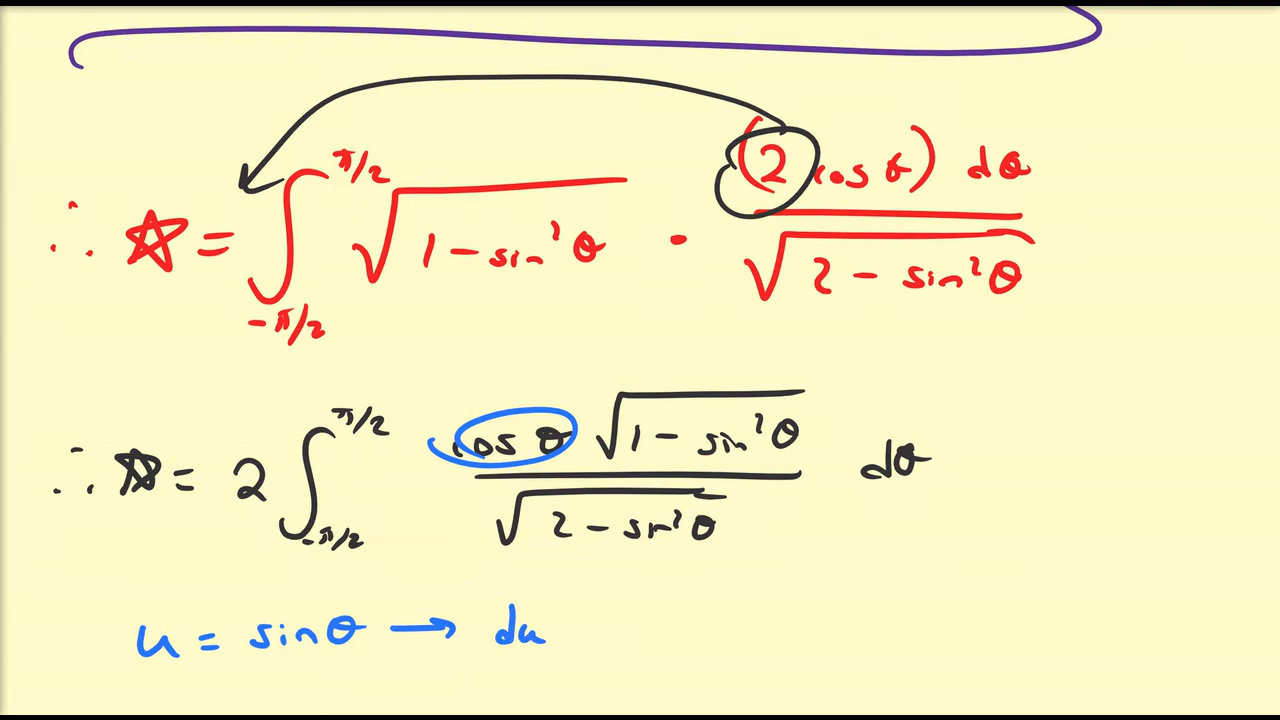 ∴ ☆ = ∫_{-π/2}^{π/2} √(1 - sin²θ) · (2 cos θ) dθ / √(2 - sin²θ)
∴ ☆ = 2 ∫_{-π/2}^{π/2} cos θ √(1 - sin²θ) / √(2 - sin²θ) dθ
u = sinθ → du